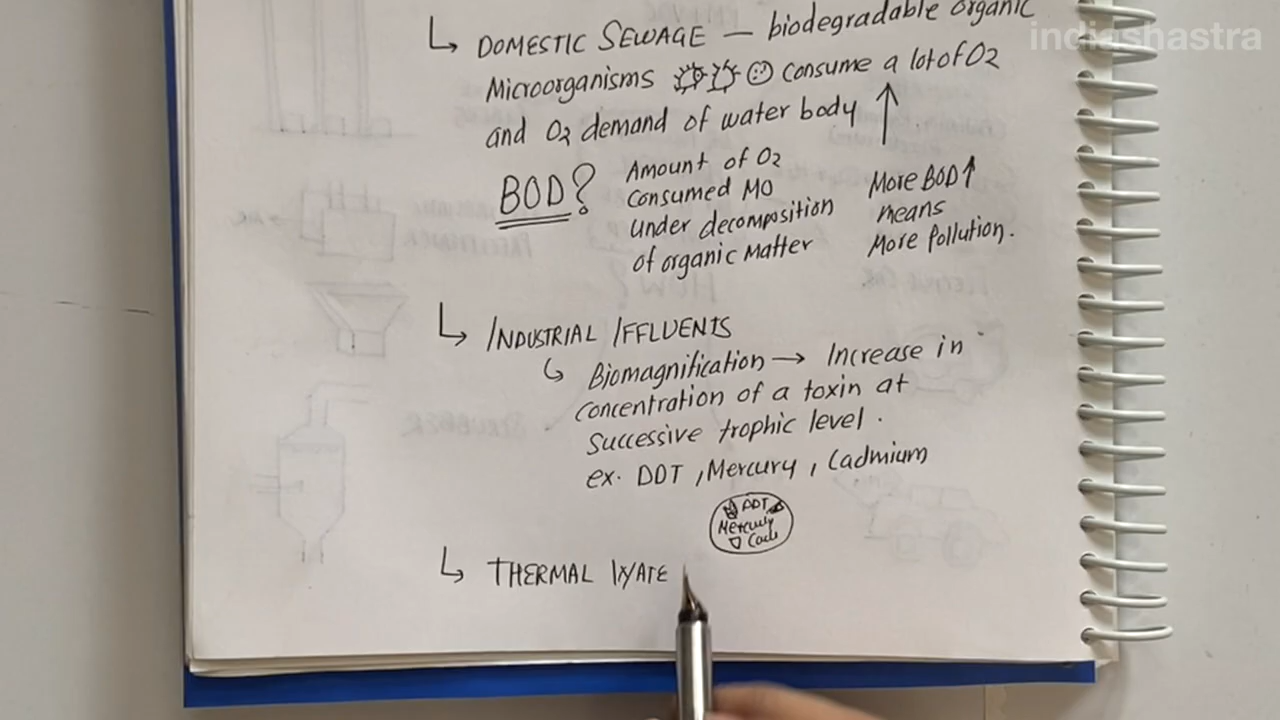 indiashastra
↳ DOMESTIC SEWAGE — biodegradable organic
Microorganisms consume a lot of O2
and O2 demand of water body ↑
BOD?
Amount of O2
Consumed MO
Under decomposition
of organic Matter
More BOD↑
means
More Pollution.
↳ INDUSTRIAL IFFLUENTS
↳ Biomagnification → Increase in
Concentration of a toxin at
Successive trophic level.
ex. DDT, Mercury, Cadmium
DDT
Mercury
↳ THERMAL WATE